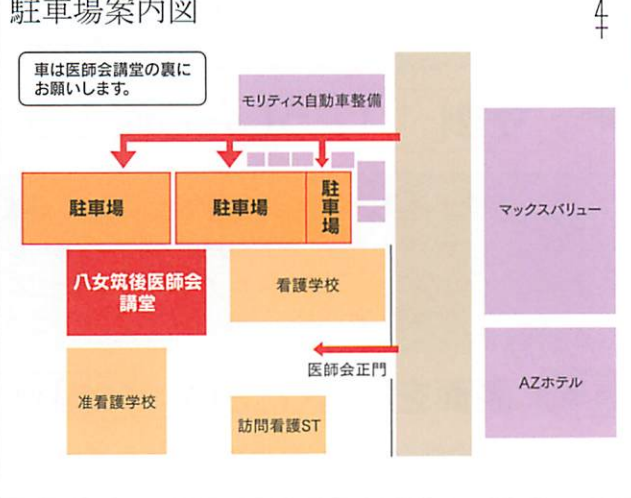 駐車場案内図
4
車は医師会講堂の裏に
お願いします。
モリティス自動車整備
駐車場
駐車場
駐車場
マックスバリュー
八女筑後医師会
講堂
看護学校
医師会正門
准看護学校
訪問看護ST
AZホテル